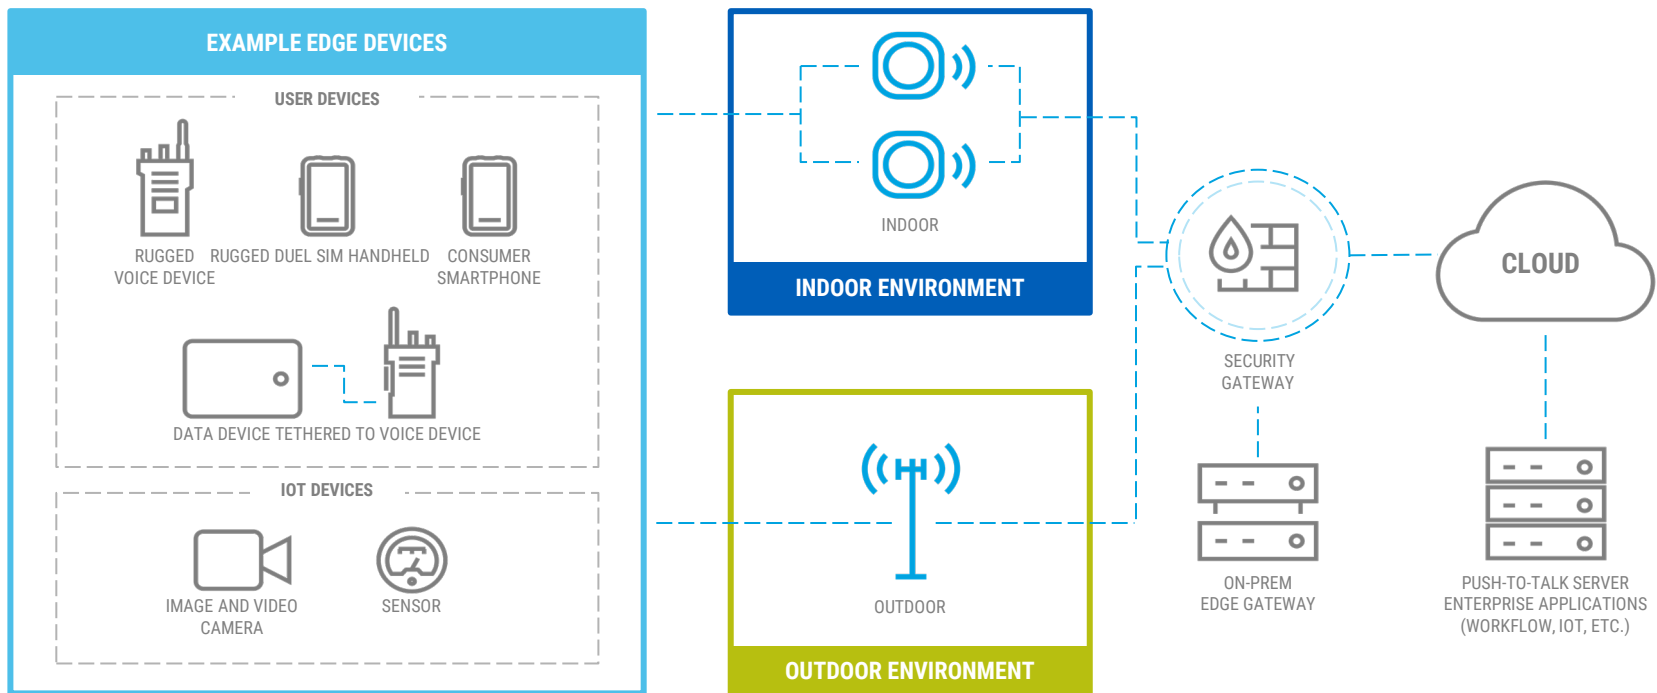 EXAMPLE EDGE DEVICES
USER DEVICES
RUGGED
VOICE DEVICE
RUGGED DUEL SIM HANDHELD
CONSUMER
SMARTPHONE
DATA DEVICE TETHERED TO VOICE DEVICE
IOT DEVICES
IMAGE AND VIDEO
CAMERA
SENSOR
INDOOR
INDOOR ENVIRONMENT
OUTDOOR
OUTDOOR ENVIRONMENT
SECURITY
GATEWAY
ON-PREM
EDGE GATEWAY
CLOUD
PUSH-TO-TALK SERVER
ENTERPRISE APPLICATIONS
(WORKFLOW, IOT, ETC.)